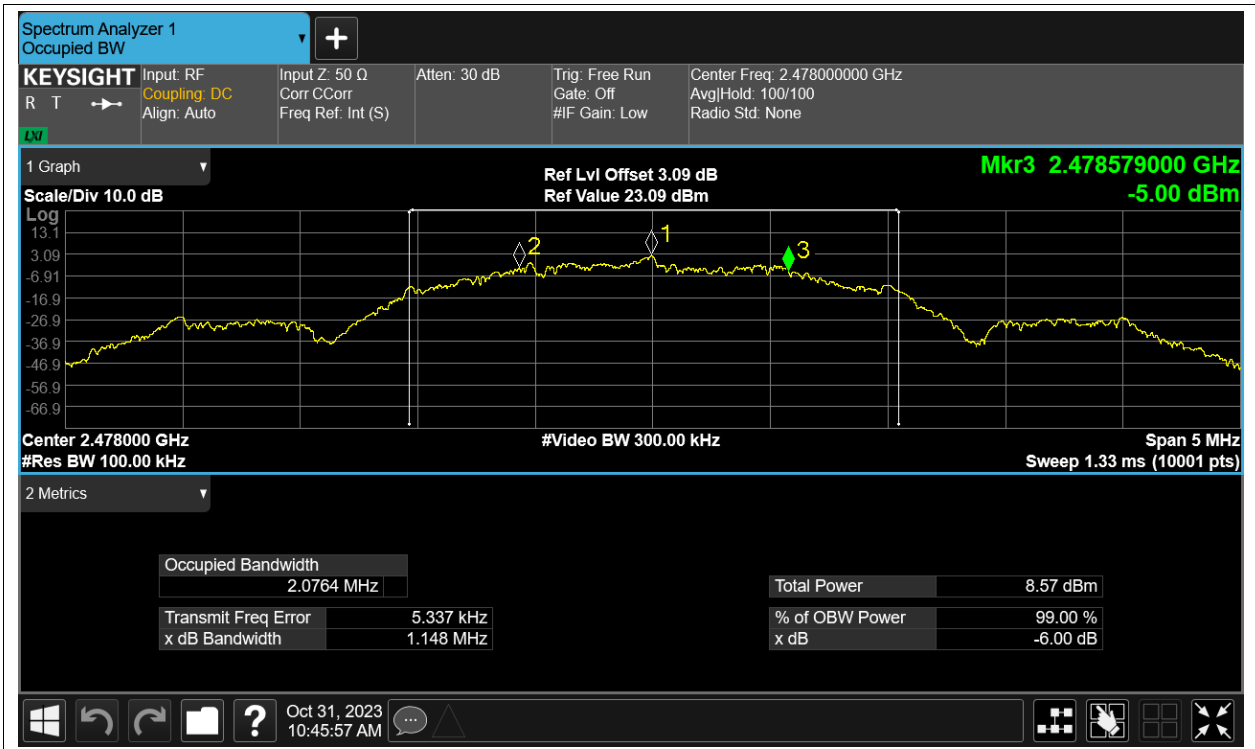 Spectrum Analyzer 1
Occupied BW
KEYSIGHT
R T
LXI
Input: RF
Coupling: DC
Align: Auto
Input Z: 50 Ω
Corr CCorr
Freq Ref: Int (S)
Atten: 30 dB
Trig: Free Run
Gate: Off
#IF Gain: Low
Center Freq: 2.478000000 GHz
Avg|Hold: 100/100
Radio Std: None
1 Graph
Scale/Div 10.0 dB
Ref Lvl Offset 3.09 dB
Ref Value 23.09 dBm
Mkr3 2.478579000 GHz
-5.00 dBm
Log
13.1
3.09
-6.91
-16.9
-26.9
-36.9
-46.9
-56.9
-66.9
2
1
3
Center 2.478000 GHz
#Res BW 100.00 kHz
#Video BW 300.00 kHz
Span 5 MHz
Sweep 1.33 ms (10001 pts)
2 Metrics
Occupied Bandwidth
2.0764 MHz
Transmit Freq Error 5.337 kHz
x dB Bandwidth 1.148 MHz
Total Power 8.57 dBm
% of OBW Power 99.00 %
x dB -6.00 dB
?
Oct 31, 2023
10:45:57 AM